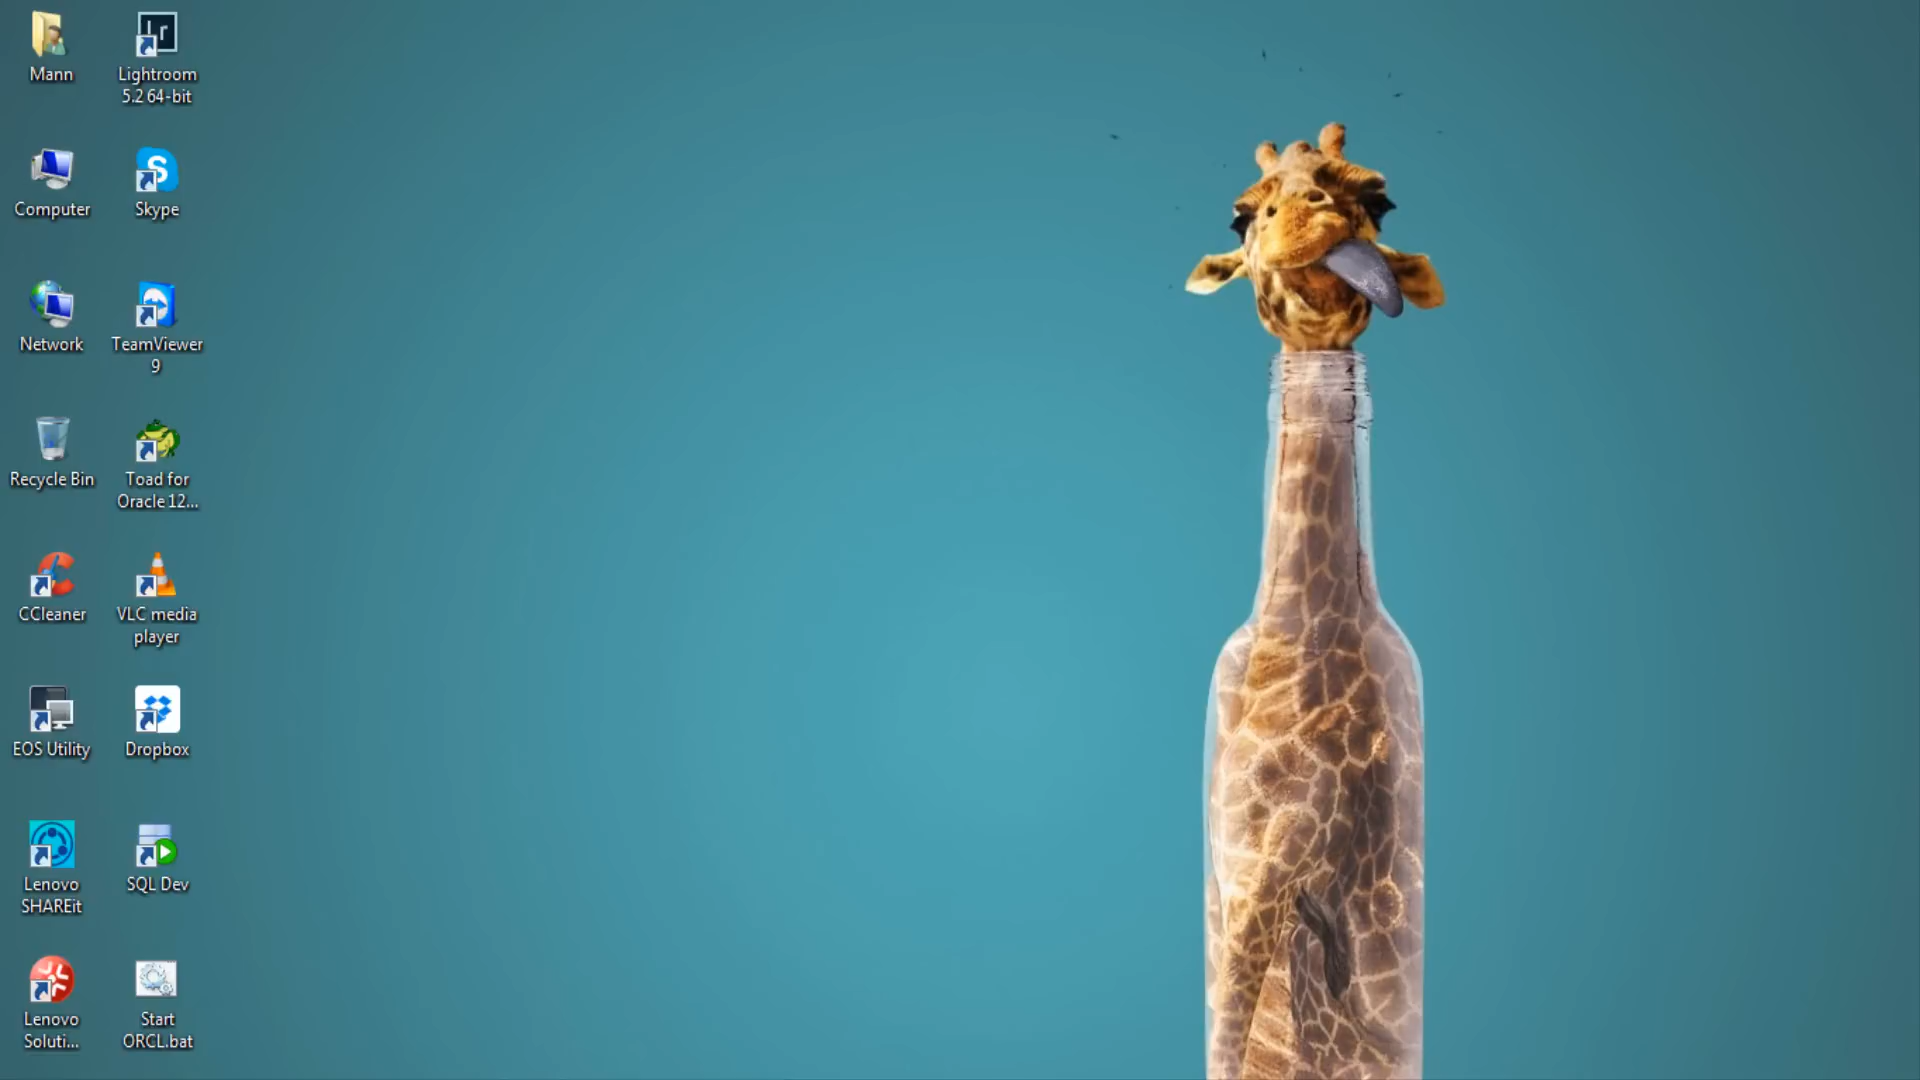 Mann
Lightroom
5.2 64-bit
Computer
Skype
Network
TeamViewer
9
Recycle Bin
Toad for
Oracle 12...
CCleaner
VLC media
player
EOS Utility
Dropbox
Lenovo
SHAREit
SQL Dev
Lenovo
Soluti...
Start
ORCL.bat